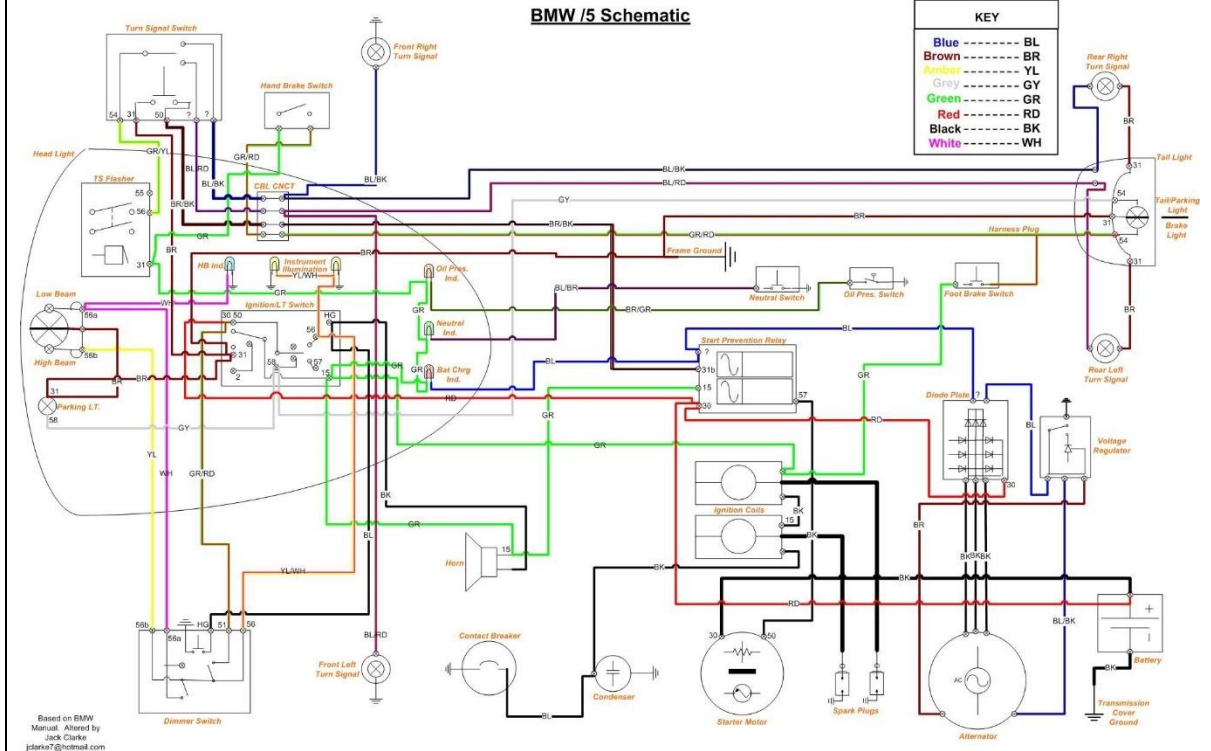 BMW /5 Schematic
KEY
Blue ------- BL
Brown ------- BR
Amber ------- YL
Grey ------- GY
Green ------- GR
Red ------- RD
Black ------- BK
White ------- WH
Turn Signal Switch
54 31 50 ? ?
Hand Brake Switch
Front Right
Turn Signal
Rear Right
Turn Signal
BR
Head Light
GR/YL
BL/RD
GR/RD
BL/BK
BL/BK
BL/BK
BL/RD
Tail Light
31
TS Flasher
55
56
31
BR/BK
CBL CNCT
GY
54
Tail/Parking
Light
Brake
Light
31
54
31
BR
GR
BR/BK
BR
GR/RD
Harness Plug
Frame Ground
BR
HB Ind.
Instrument
Illumination
YL/WH
Oil Pres.
Ind.
BL/BR
Neutral Switch
Oil Pres. Switch
Foot Brake Switch
BR
Low Beam
56a
WH
GR
Ignition/LT Switch
30 50
HG
56
31
58
57
2
15
GR
Neutral
Ind.
BR/GR
BL
High Beam
56b
BR
BR
GR
GR
Bat Chrg
Ind.
BL
Start Prevention Relay
?
31b
15
30
57
Rear Left
Turn Signal
31
Parking LT.
58
GY
RD
GR
GR
RD
Diode Plate
?
30
BL
Voltage
Regulator
YL
WH
GR/RD
BK
BL
GR
GR
Ignition Coils
BK
15
BK
BR
BK BK BK
Horn
15
YL/WH
BK
BK
RD
BL/BK
56b
56a
HG
51
56
BL/RD
Contact Breaker
30
50
AC
Battery
BK
Front Left
Turn Signal
Condenser
BL
Starter Motor
Spark Plugs
Alternator
Transmission
Cover
Ground
Dimmer Switch
Based on BMW
Manual. Altered by
Jack Clarke
jclarke7@hotmail.com